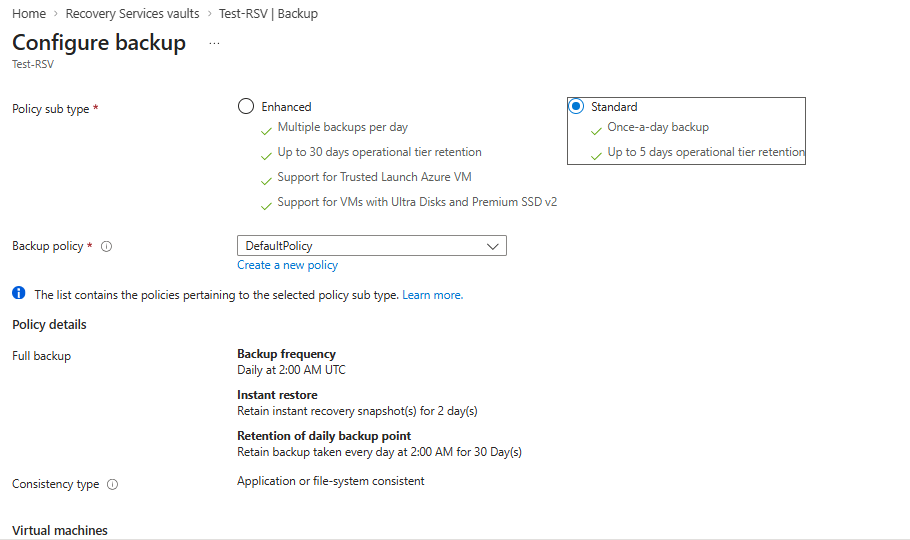 Home > Recovery Services vaults > Test-RSV | Backup
Configure backup ...
Test-RSV
Policy sub type *
Enhanced
Multiple backups per day
Up to 30 days operational tier retention
Support for Trusted Launch Azure VM
Support for VMs with Ultra Disks and Premium SSD v2
Standard
Once-a-day backup
Up to 5 days operational tier retention
Backup policy *
DefaultPolicy
Create a new policy
The list contains the policies pertaining to the selected policy sub type. Learn more.
Policy details
Full backup
Backup frequency
Daily at 2:00 AM UTC
Instant restore
Retain instant recovery snapshot(s) for 2 day(s)
Retention of daily backup point
Retain backup taken every day at 2:00 AM for 30 Day(s)
Consistency type
Application or file-system consistent
Virtual machines